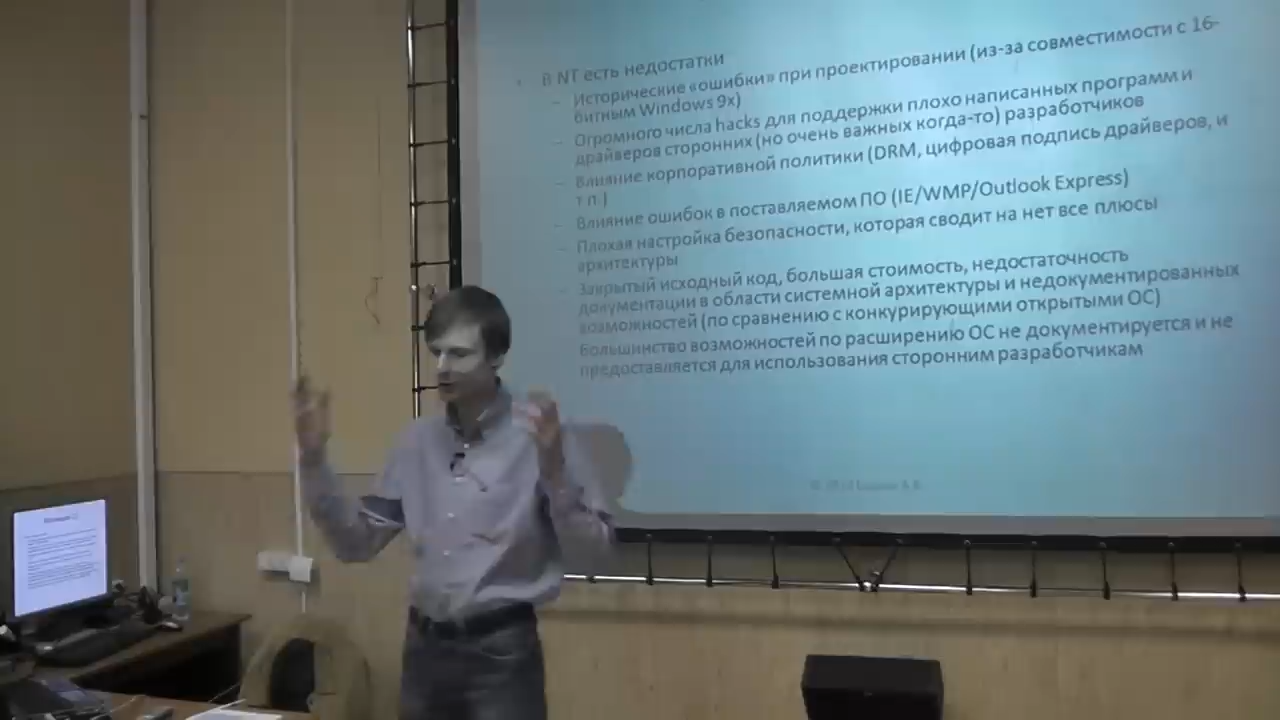 В NT есть недостатки
Исторические «ошибки» при проектировании (из-за совместимости с 16-
битным Windows 9x)
Огромного числа hacks для поддержки плохо написанных программ и
драйверов сторонних (но очень важных когда-то) разработчиков
Влияние корпоративной политики (DRM, цифровая подпись драйверов, и
т.п.)
Влияние ошибок в поставляемом ПО (IE/WMP/Outlook Express)
Плохая настройка безопасности, которая сводит на нет все плюсы
архитектуры
Закрытый исходный код, большая стоимость, недостаточность
документации в области системной архитектуры и недокументированных
возможностей (по сравнению с конкурирующими открытыми ОС)
Большинство возможностей по расширению ОС не документируется и не
предоставляется для использования сторонним разработчикам